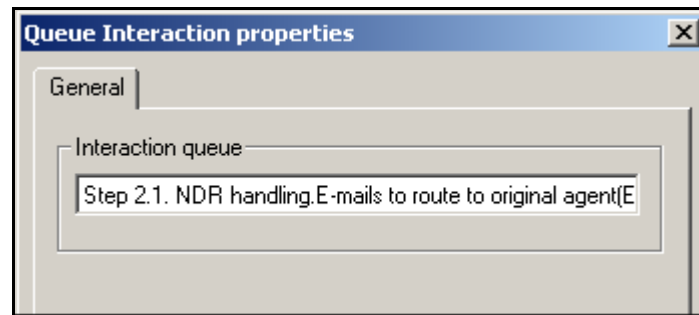 Queue Interaction properties
General
Interaction queue
Step 2.1. NDR handling.E-mails to route to original agent(E